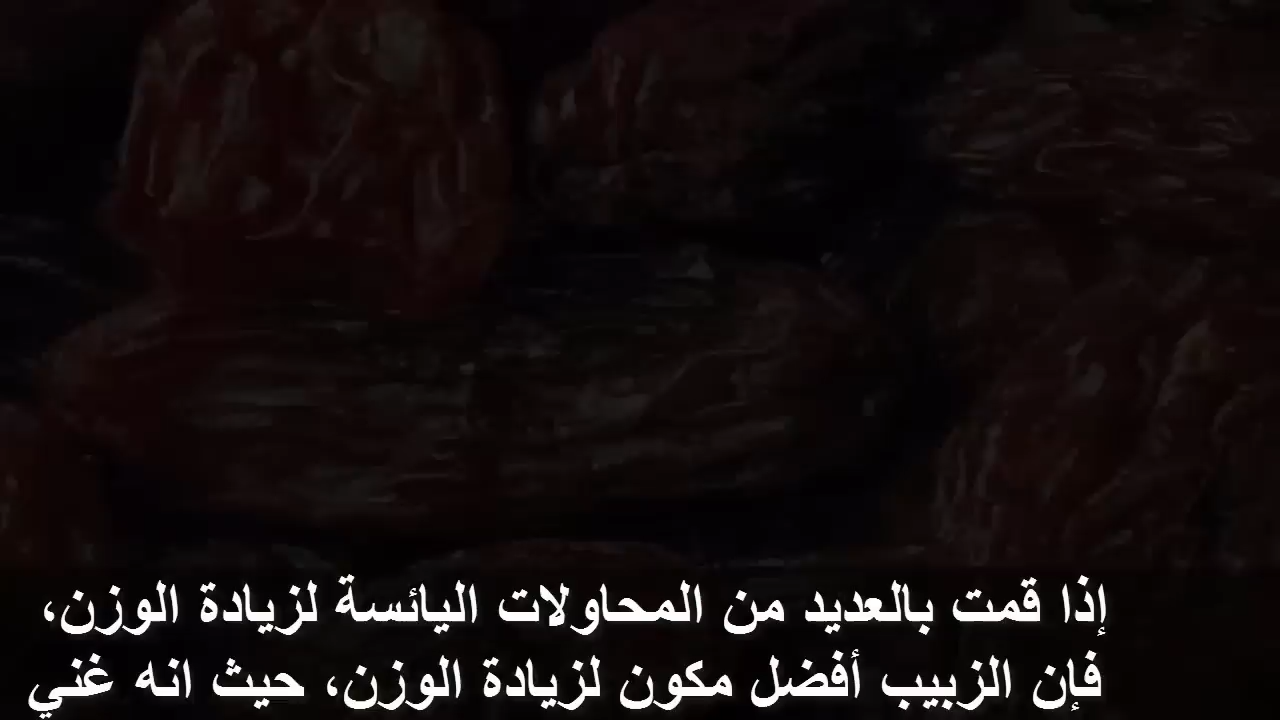 إذا قمت بالعديد من المحاولات اليائسة لزيادة الوزن،
فإن الزبيب أفضل مكون لزيادة الوزن، حيث انه غني